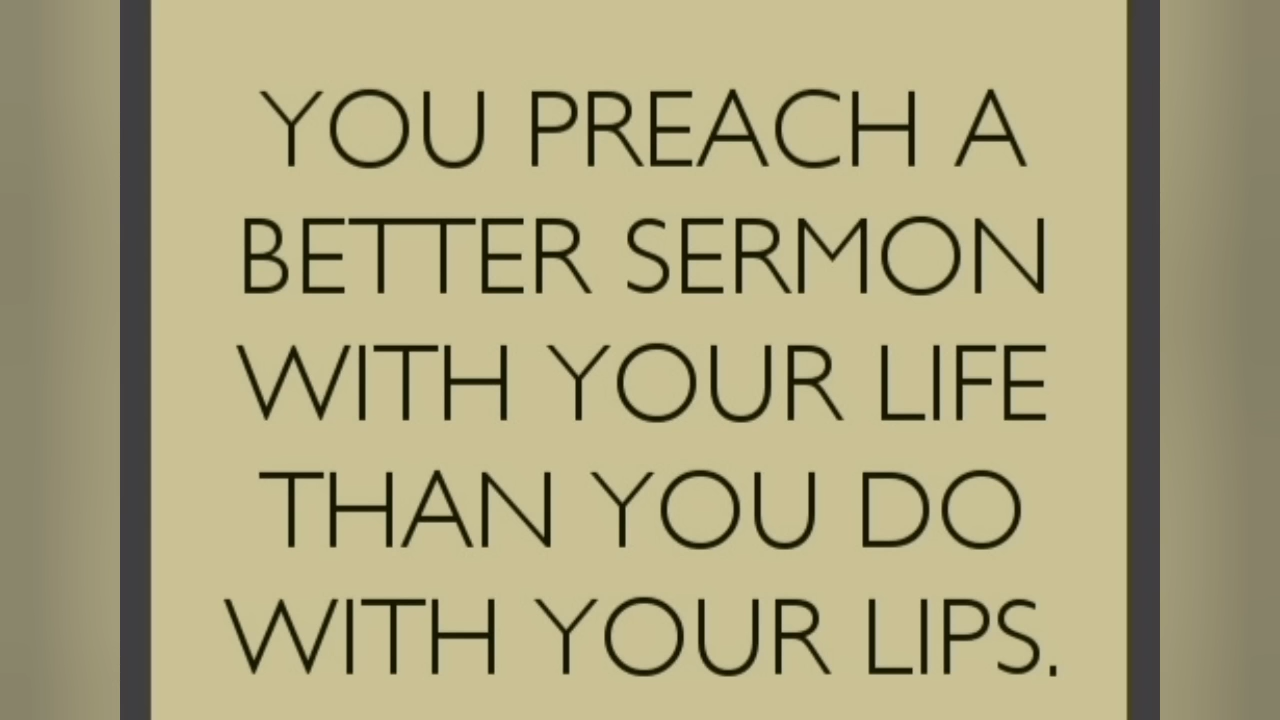 YOU PREACH A
BETTER SERMON
WITH YOUR LIFE
THAN YOU DO
WITH YOUR LIPS.